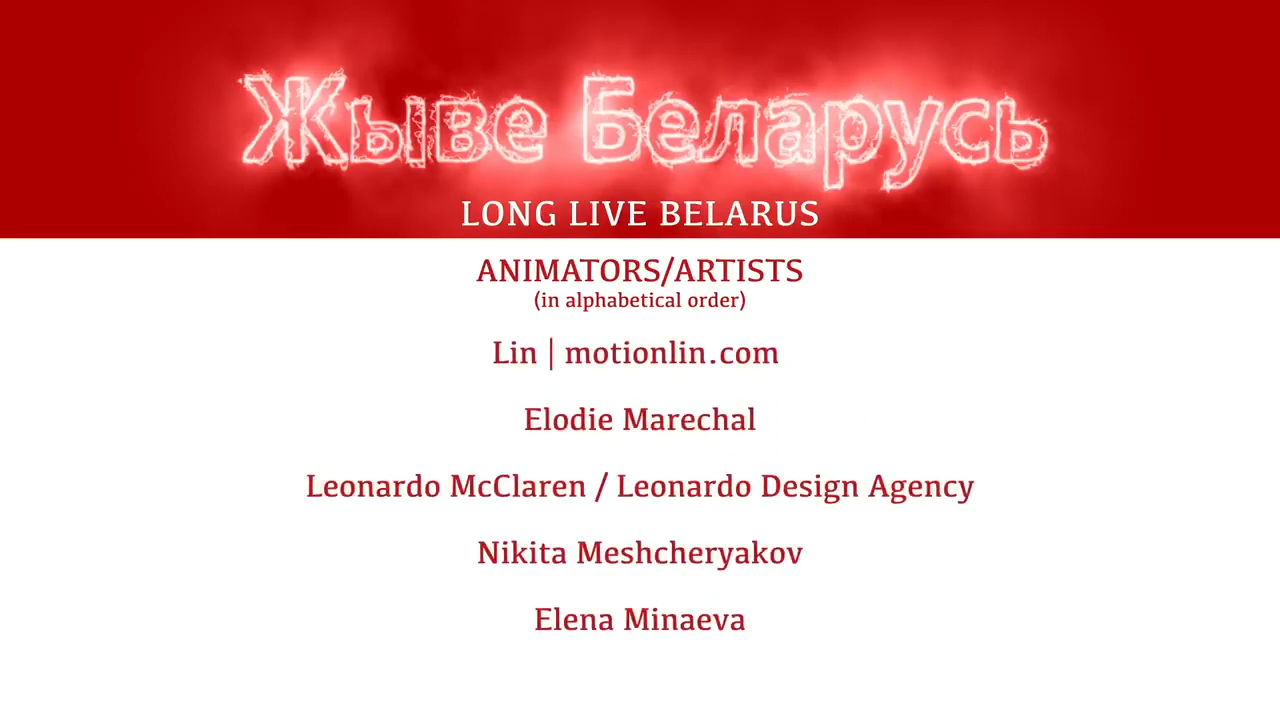 Жыве Беларусь
LONG LIVE BELARUS
ANIMATORS/ARTISTS
(in alphabetical order)
Lin | motionlin.com
Elodie Marechal
Leonardo McClaren / Leonardo Design Agency
Nikita Meshcheryakov
Elena Minaeva